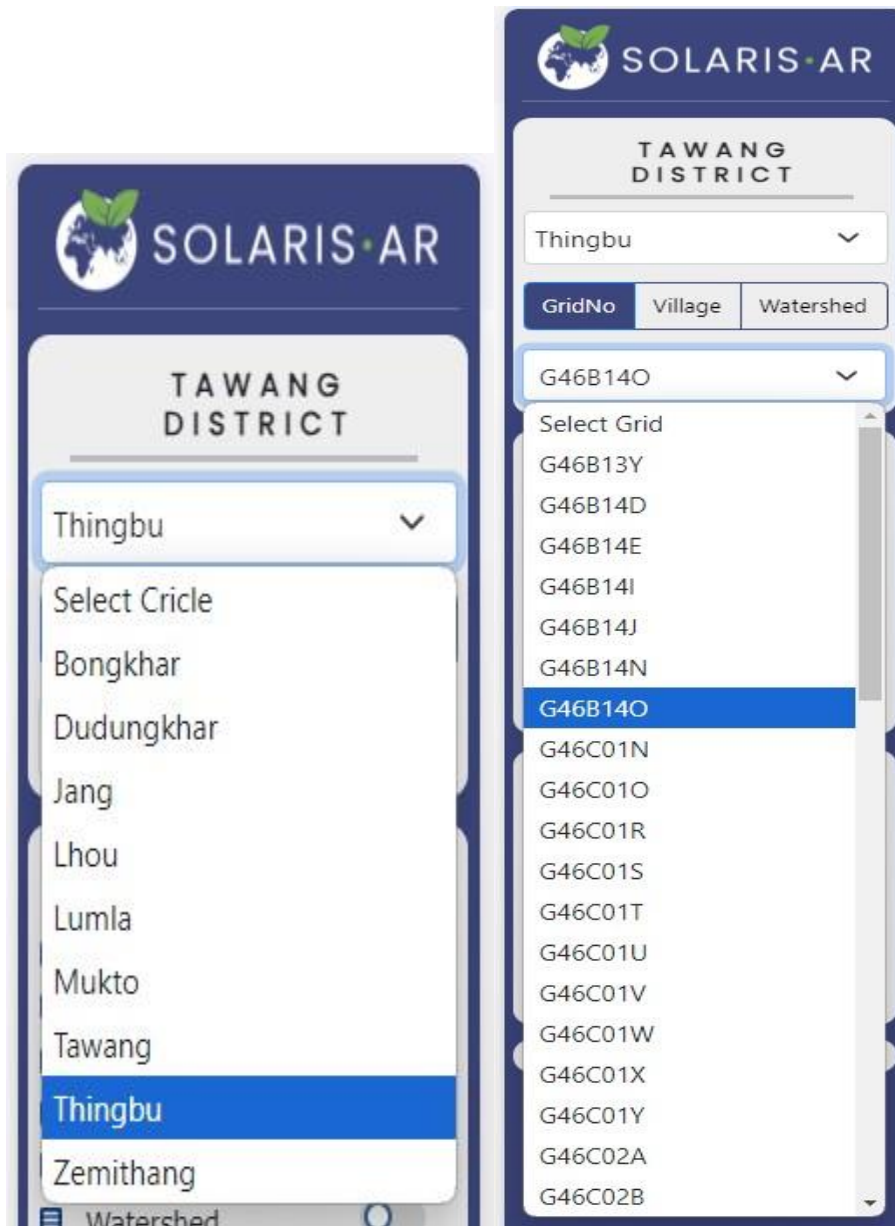 SOLARIS·AR
TAWANG
DISTRICT
Thingbu
Select Cricle
Bongkhar
Dudungkhar
Jang
Lhou
Lumla
Mukto
Tawang
Thingbu
Zemithang
Watershed
SOLARIS·AR
TAWANG
DISTRICT
Thingbu
GridNo Village Watershed
G46B14O
Select Grid
G46B13Y
G46B14D
G46B14E
G46B14I
G46B14J
G46B14N
G46B14O
G46C01N
G46C01O
G46C01R
G46C01S
G46C01T
G46C01U
G46C01V
G46C01W
G46C01X
G46C01Y
G46C02A
G46C02B